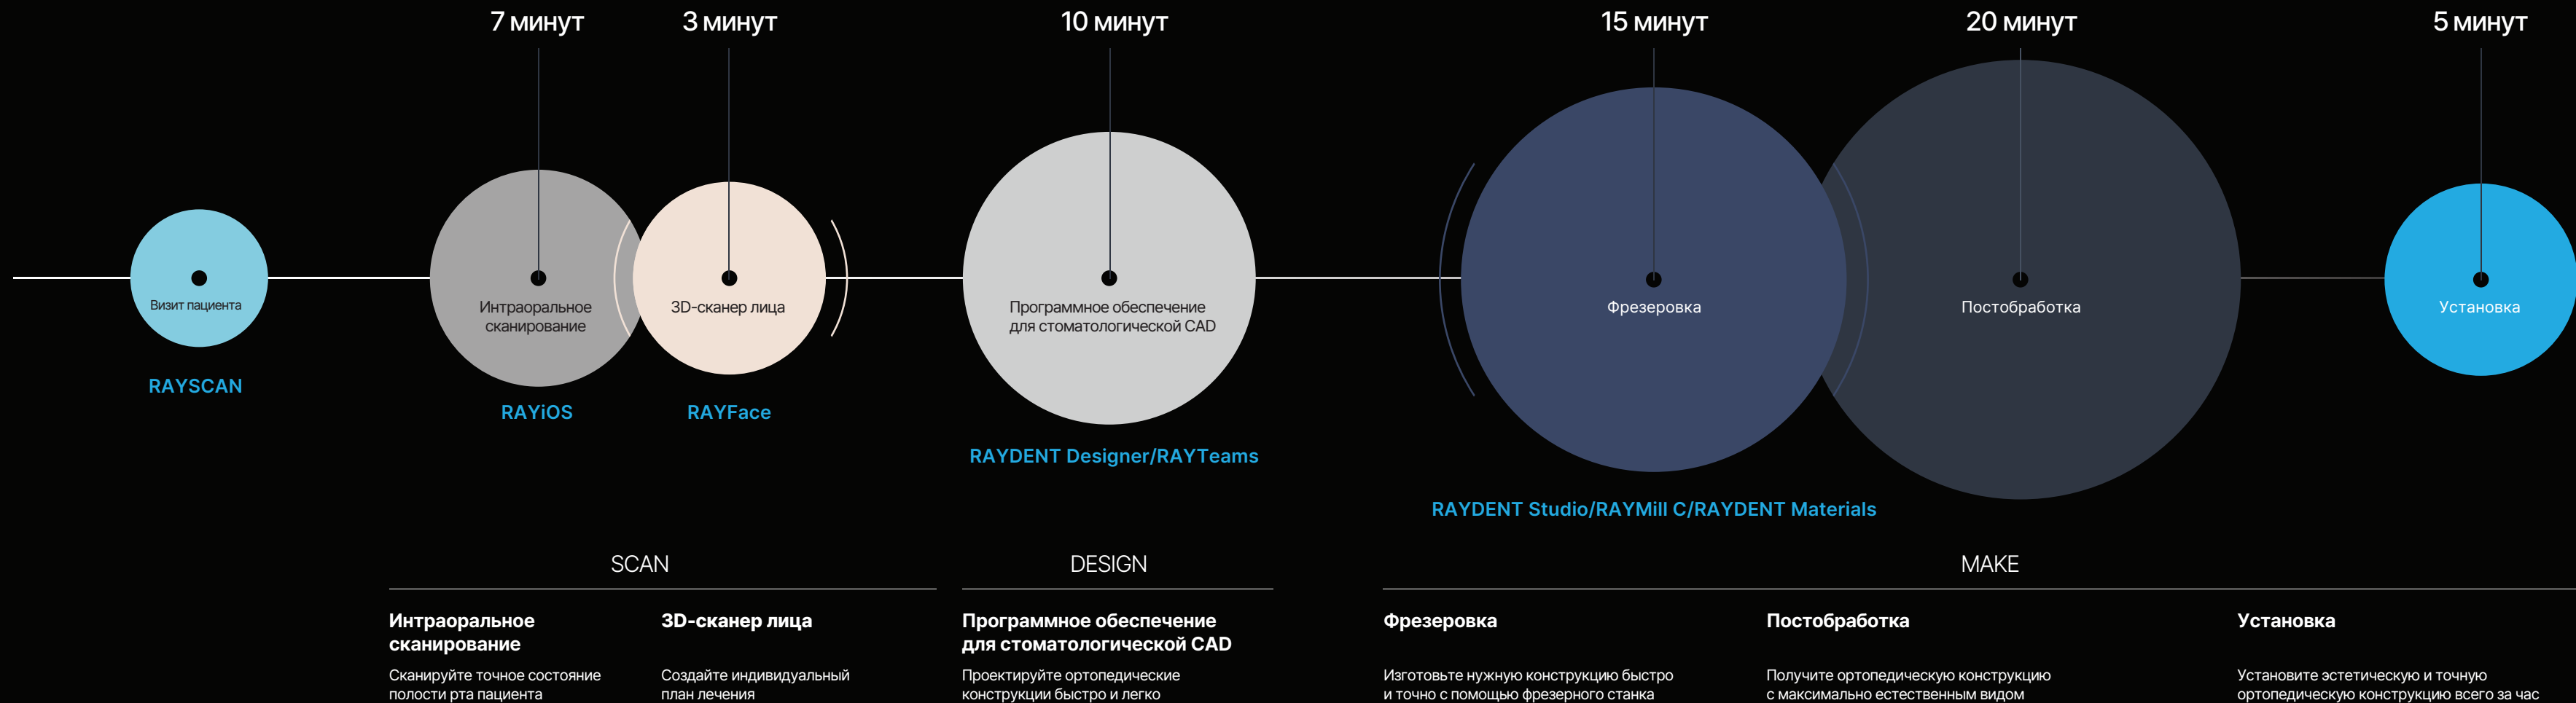 7 минут
3 минут
10 минут
15 минут
20 минут
5 минут
Визит пациента
Интраоральное
сканирование
3D-сканер лица
Программное обеспечение
для стоматологической CAD
Фрезеровка
Постобработка
Установка
RAYSCAN
RAYiOS
RAYFace
RAYDENT Designer/RAYTeams
RAYDENT Studio/RAYMill C/RAYDENT Materials
SCAN
DESIGN
MAKE
Интраоральное
сканирование
Сканируйте точное состояние
полости рта пациента
3D-сканер лица
Создайте индивидуальный
план лечения
Программное обеспечение
для стоматологической CAD
Проектируйте ортопедические
конструкции быстро и легко
Фрезеровка
Изготовьте нужную конструкцию быстро
и точно с помощью фрезерного станка
Постобработка
Получите ортопедическую конструкцию
с максимально естественным видом
Установка
Установите эстетическую и точную
ортопедическую конструкцию всего за час